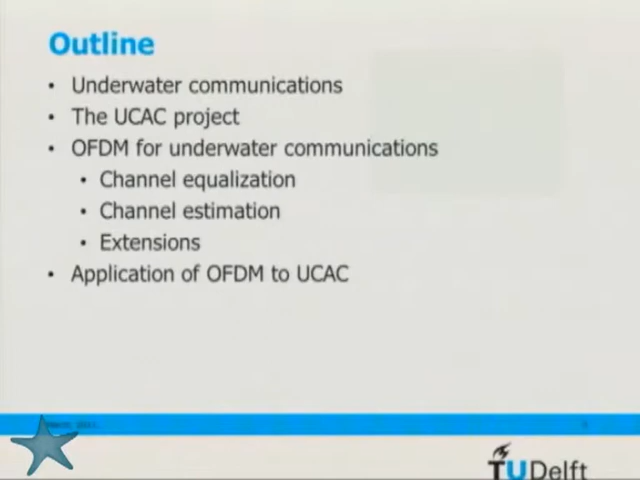 Outline
• Underwater communications
• The UCAC project
• OFDM for underwater communications
• Channel equalization
• Channel estimation
• Extensions
• Application of OFDM to UCAC
TUDelft